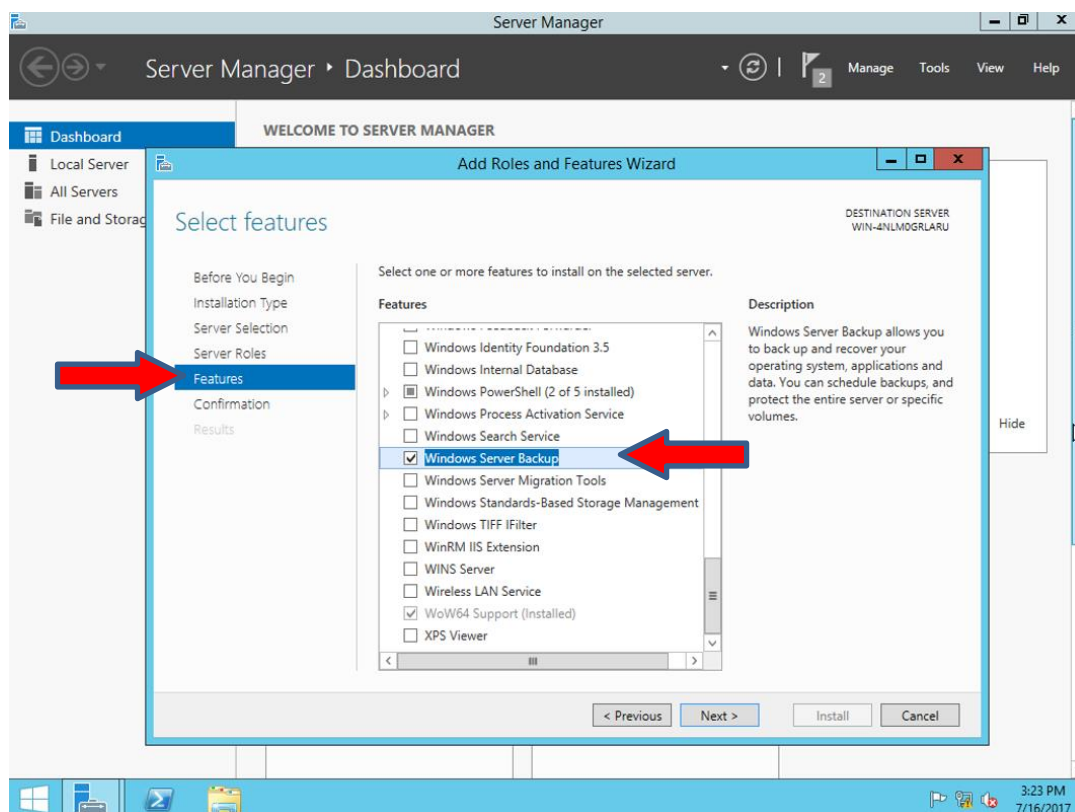 Server Manager
Server Manager • Dashboard
2
Manage
Tools
View
Help
Dashboard
Local Server
All Servers
File and Storag
WELCOME TO SERVER MANAGER
Hide
Add Roles and Features Wizard
Select features
DESTINATION SERVER
WIN-4NLM0GRLARU
Before You Begin
Installation Type
Server Selection
Server Roles
Features
Confirmation
Results
Select one or more features to install on the selected server.
Features
Windows Identity Foundation 3.5
Windows Internal Database
Windows PowerShell (2 of 5 installed)
Windows Process Activation Service
Windows Search Service
Windows Server Backup
Windows Server Migration Tools
Windows Standards-Based Storage Management
Windows TIFF IFilter
WinRM IIS Extension
WINS Server
Wireless LAN Service
WoW64 Support (Installed)
XPS Viewer
Description
Windows Server Backup allows you
to back up and recover your
operating system, applications and
data. You can schedule backups, and
protect the entire server or specific
volumes.
< Previous
Next >
Install
Cancel
3:23 PM
7/16/2017